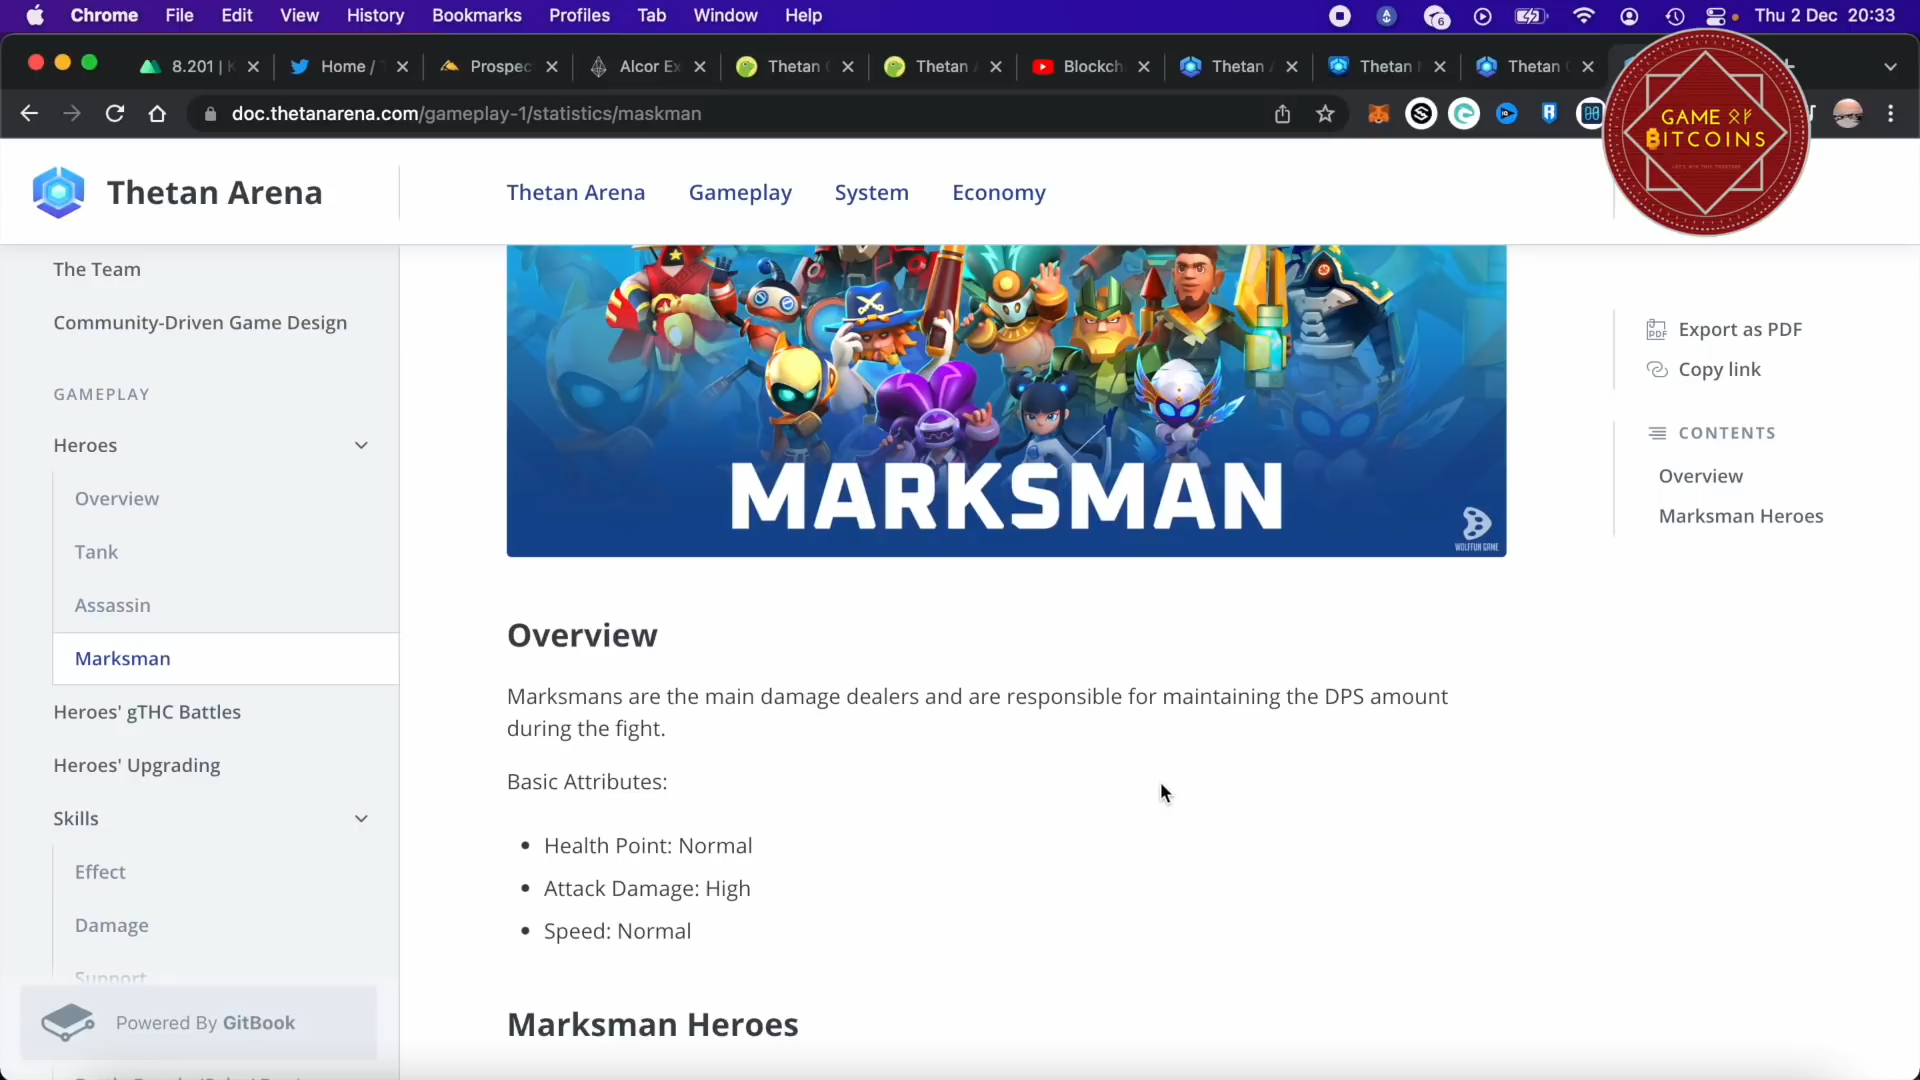 Chrome File Edit View History Bookmarks Profiles Tab Window Help 6 Thu 2 Dec 20:33
8.201 | Home / Prospec Alcor Ex Thetan Thetan Blockch Thetan Thetan Thetan
doc.thetanarena.com/gameplay-1/statistics/maskman
GAME OF
BITCOINS
Thetan Arena
Thetan Arena Gameplay System Economy
The Team
Community-Driven Game Design
GAMEPLAY
Heroes
Overview
Tank
Assassin
Marksman
Heroes' gTHC Battles
Heroes' Upgrading
Skills
Effect
Damage
Support
Powered By GitBook
MARKSMAN
WOLFFUN GAME
Overview
Marksmans are the main damage dealers and are responsible for maintaining the DPS amount
during the fight.
Basic Attributes:
• Health Point: Normal
• Attack Damage: High
• Speed: Normal
Marksman Heroes
Export as PDF
Copy link
CONTENTS
Overview
Marksman Heroes